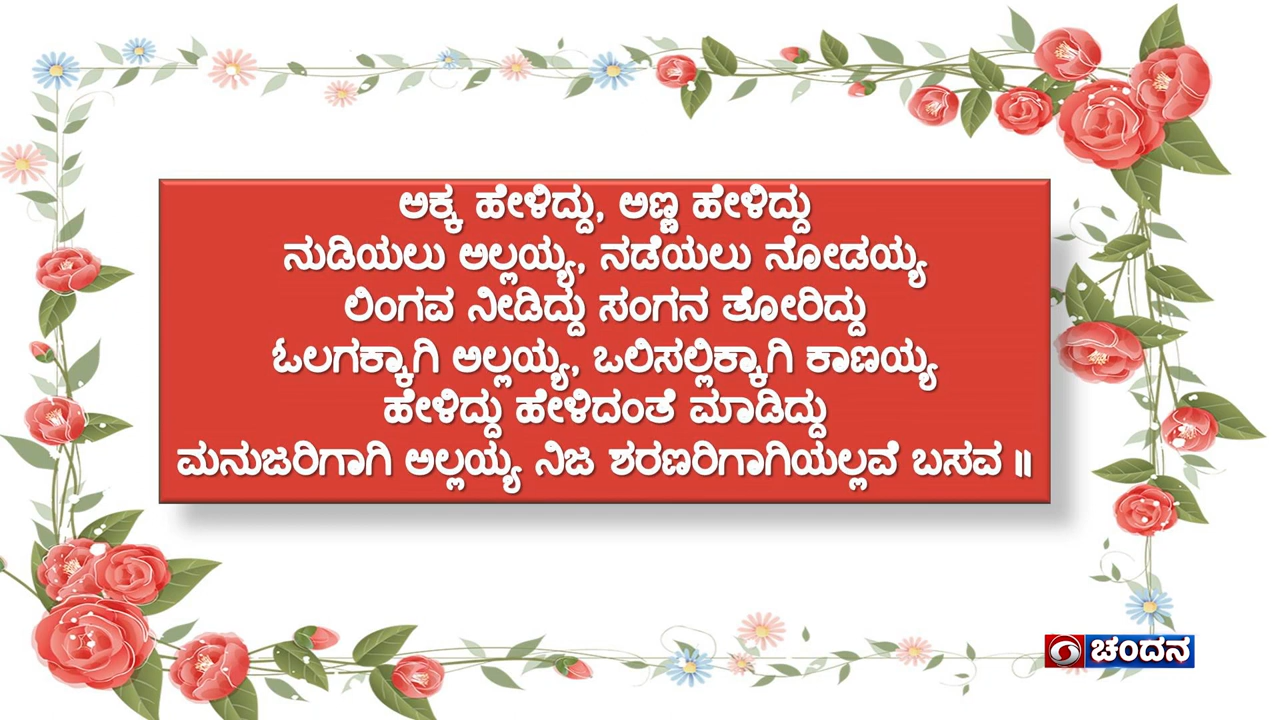 ಅಕ್ಕ ಹೇಳಿದ್ದು, ಅಣ್ಣ ಹೇಳಿದ್ದು
ನುಡಿಯಲು ಅಲ್ಲಯ್ಯ, ನಡೆಯಲು ನೋಡಯ್ಯ
ಲಿಂಗವ ನೀಡಿದ್ದು ಸಂಗನ ತೋರಿದ್ದು
ಓಲಗಕ್ಕಾಗಿ ಅಲ್ಲಯ್ಯ, ಒಲಿಸಲ್ಲಿಕ್ಕಾಗಿ ಕಾಣಯ್ಯ
ಹೇಳಿದ್ದು ಹೇಳಿದಂತೆ ಮಾಡಿದ್ದು
ಮನುಜರಿಗಾಗಿ ಅಲ್ಲಯ್ಯ ನಿಜ ಶರಣರಿಗಾಗಿಯಲ್ಲವೆ ಬಸವ ॥
ಚಂದನ